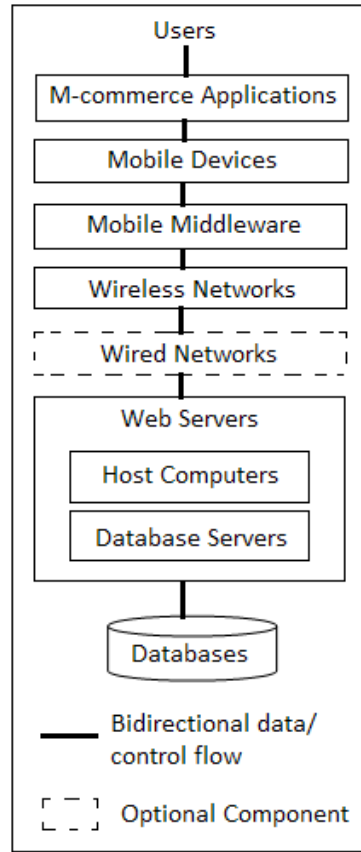 Users
M-commerce Applications
Mobile Devices
Mobile Middleware
Wireless Networks
Wired Networks
Web Servers
Host Computers
Database Servers
Databases
Bidirectional data/
control flow
Optional Component